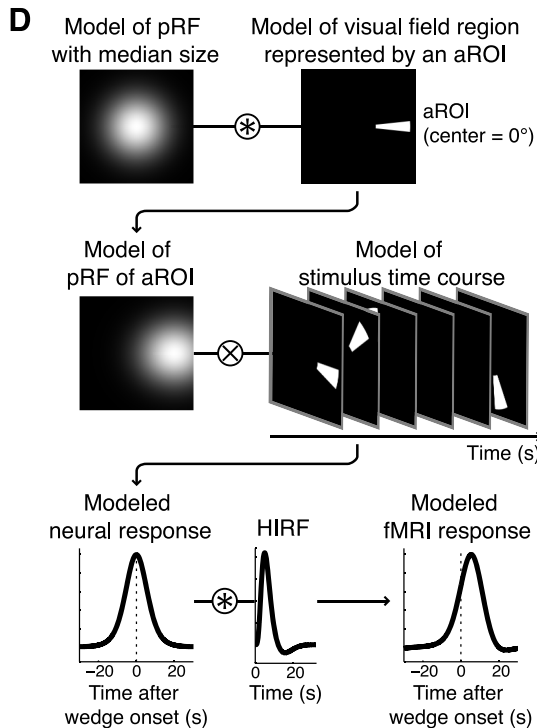 D
Model of pRF
with median size
Model of visual field region
represented by an aROI
aROI
(center = 0°)
Model of
pRF of aROI
Model of
stimulus time course
Time (s)
Modeled
neural response
HIRF
Modeled
fMRI response
−20 0 20
Time after
wedge onset (s)
0 20
Time (s)
−20 0 20
Time after
wedge onset (s)